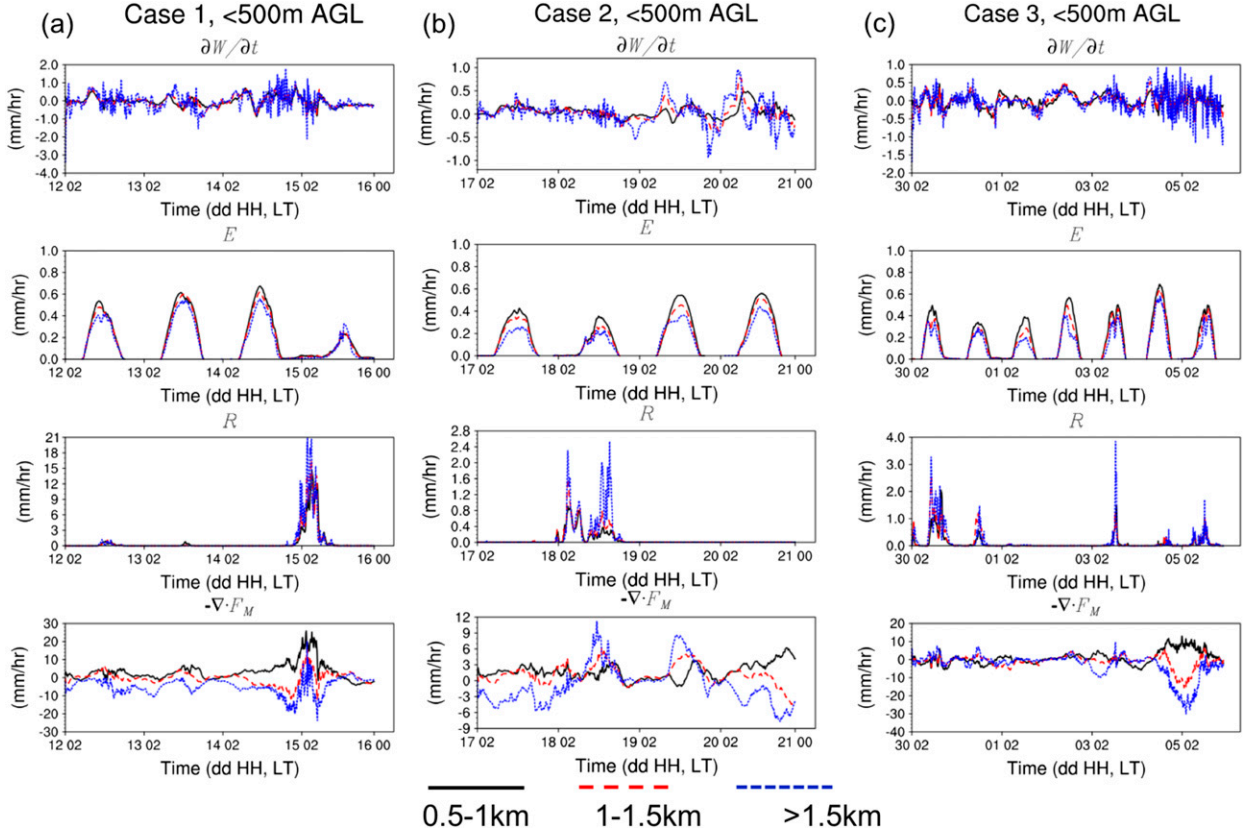 (a) Case 1, <500m AGL
∂W/∂t
(mm/hr)
2.0
1.0
0.0
-1.0
-2.0
-3.0
-4.0
12 02 13 02 14 02 15 02 16 00
Time (dd HH, LT)
E
(mm/hr)
1.0
0.8
0.6
0.4
0.2
0.0
12 02 13 02 14 02 15 02 16 00
Time (dd HH, LT)
R
(mm/hr)
21
18
15
12
9
6
3
0
12 02 13 02 14 02 15 02 16 00
Time (dd HH, LT)
-∇·F_M
(mm/hr)
30
20
10
0
-10
-20
-30
12 02 13 02 14 02 15 02 16 00
Time (dd HH, LT)
(b) Case 2, <500m AGL
∂W/∂t
(mm/hr)
1.0
0.5
0.0
-0.5
-1.0
17 02 18 02 19 02 20 02 21 00
Time (dd HH, LT)
E
(mm/hr)
1.0
0.8
0.6
0.4
0.2
0.0
17 02 18 02 19 02 20 02 21 00
Time (dd HH, LT)
R
(mm/hr)
2.8
2.4
2.0
1.6
1.2
0.8
0.4
0.0
17 02 18 02 19 02 20 02 21 00
Time (dd HH, LT)
-∇·F_M
(mm/hr)
12
9
6
3
0
-3
-6
-9
17 02 18 02 19 02 20 02 21 00
Time (dd HH, LT)
(c) Case 3, <500m AGL
∂W/∂t
(mm/hr)
1.0
0.5
0.0
-0.5
-1.0
-1.5
-2.0
30 02 01 02 03 02 05 02
Time (dd HH, LT)
E
(mm/hr)
1.0
0.8
0.6
0.4
0.2
0.0
30 02 01 02 03 02 05 02
Time (dd HH, LT)
R
(mm/hr)
4.0
3.0
2.0
1.0
0.0
30 02 01 02 03 02 05 02
Time (dd HH, LT)
-∇·F_M
(mm/hr)
20
10
0
-10
-20
-30
-40
30 02 01 02 03 02 05 02
Time (dd HH, LT)
0.5-1km 1-1.5km >1.5km